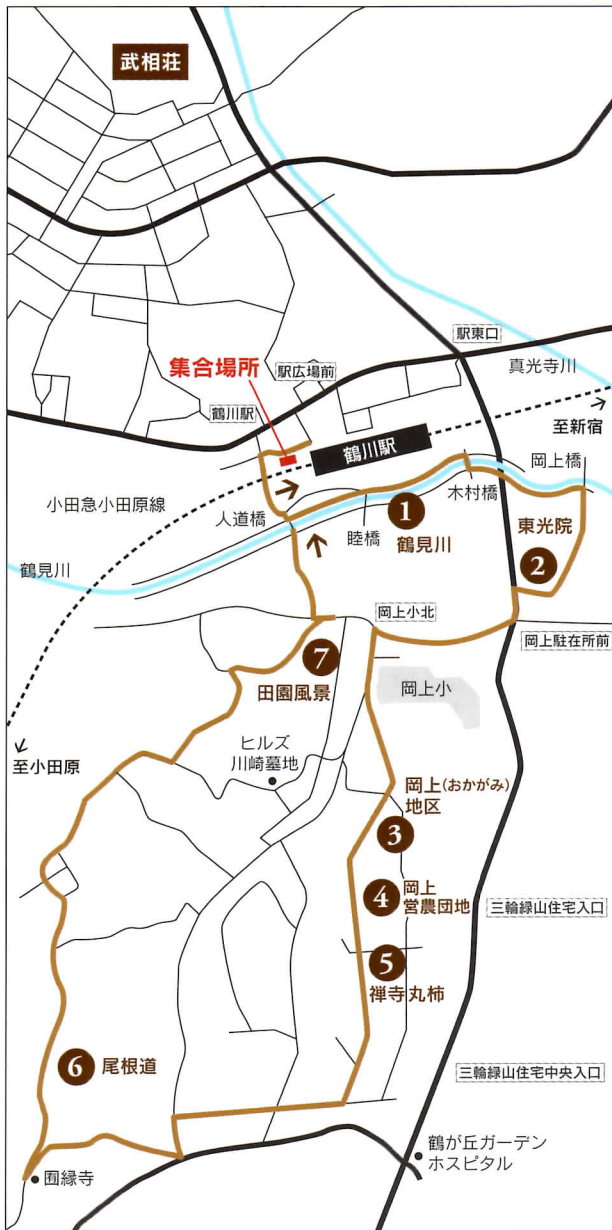 武相荘
駅東口
集合場所
駅広場前
真光寺川
鶴川駅
至新宿
鶴川駅
岡上橋
小田急小田原線
人道橋
木村橋
1
東光院
睦橋
鶴見川
鶴見川
2
岡上小北
岡上駐在所前
7
田園風景
岡上小
ヒルズ
川崎墓地
至小田原
岡上(おかがみ)
地区
3
4
岡上
営農団地
三輪緑山住宅入口
5
禅寺丸柿
6
尾根道
三輪緑山住宅中央入口
鶴が丘ガーデン
ホスピタル
囿縁寺